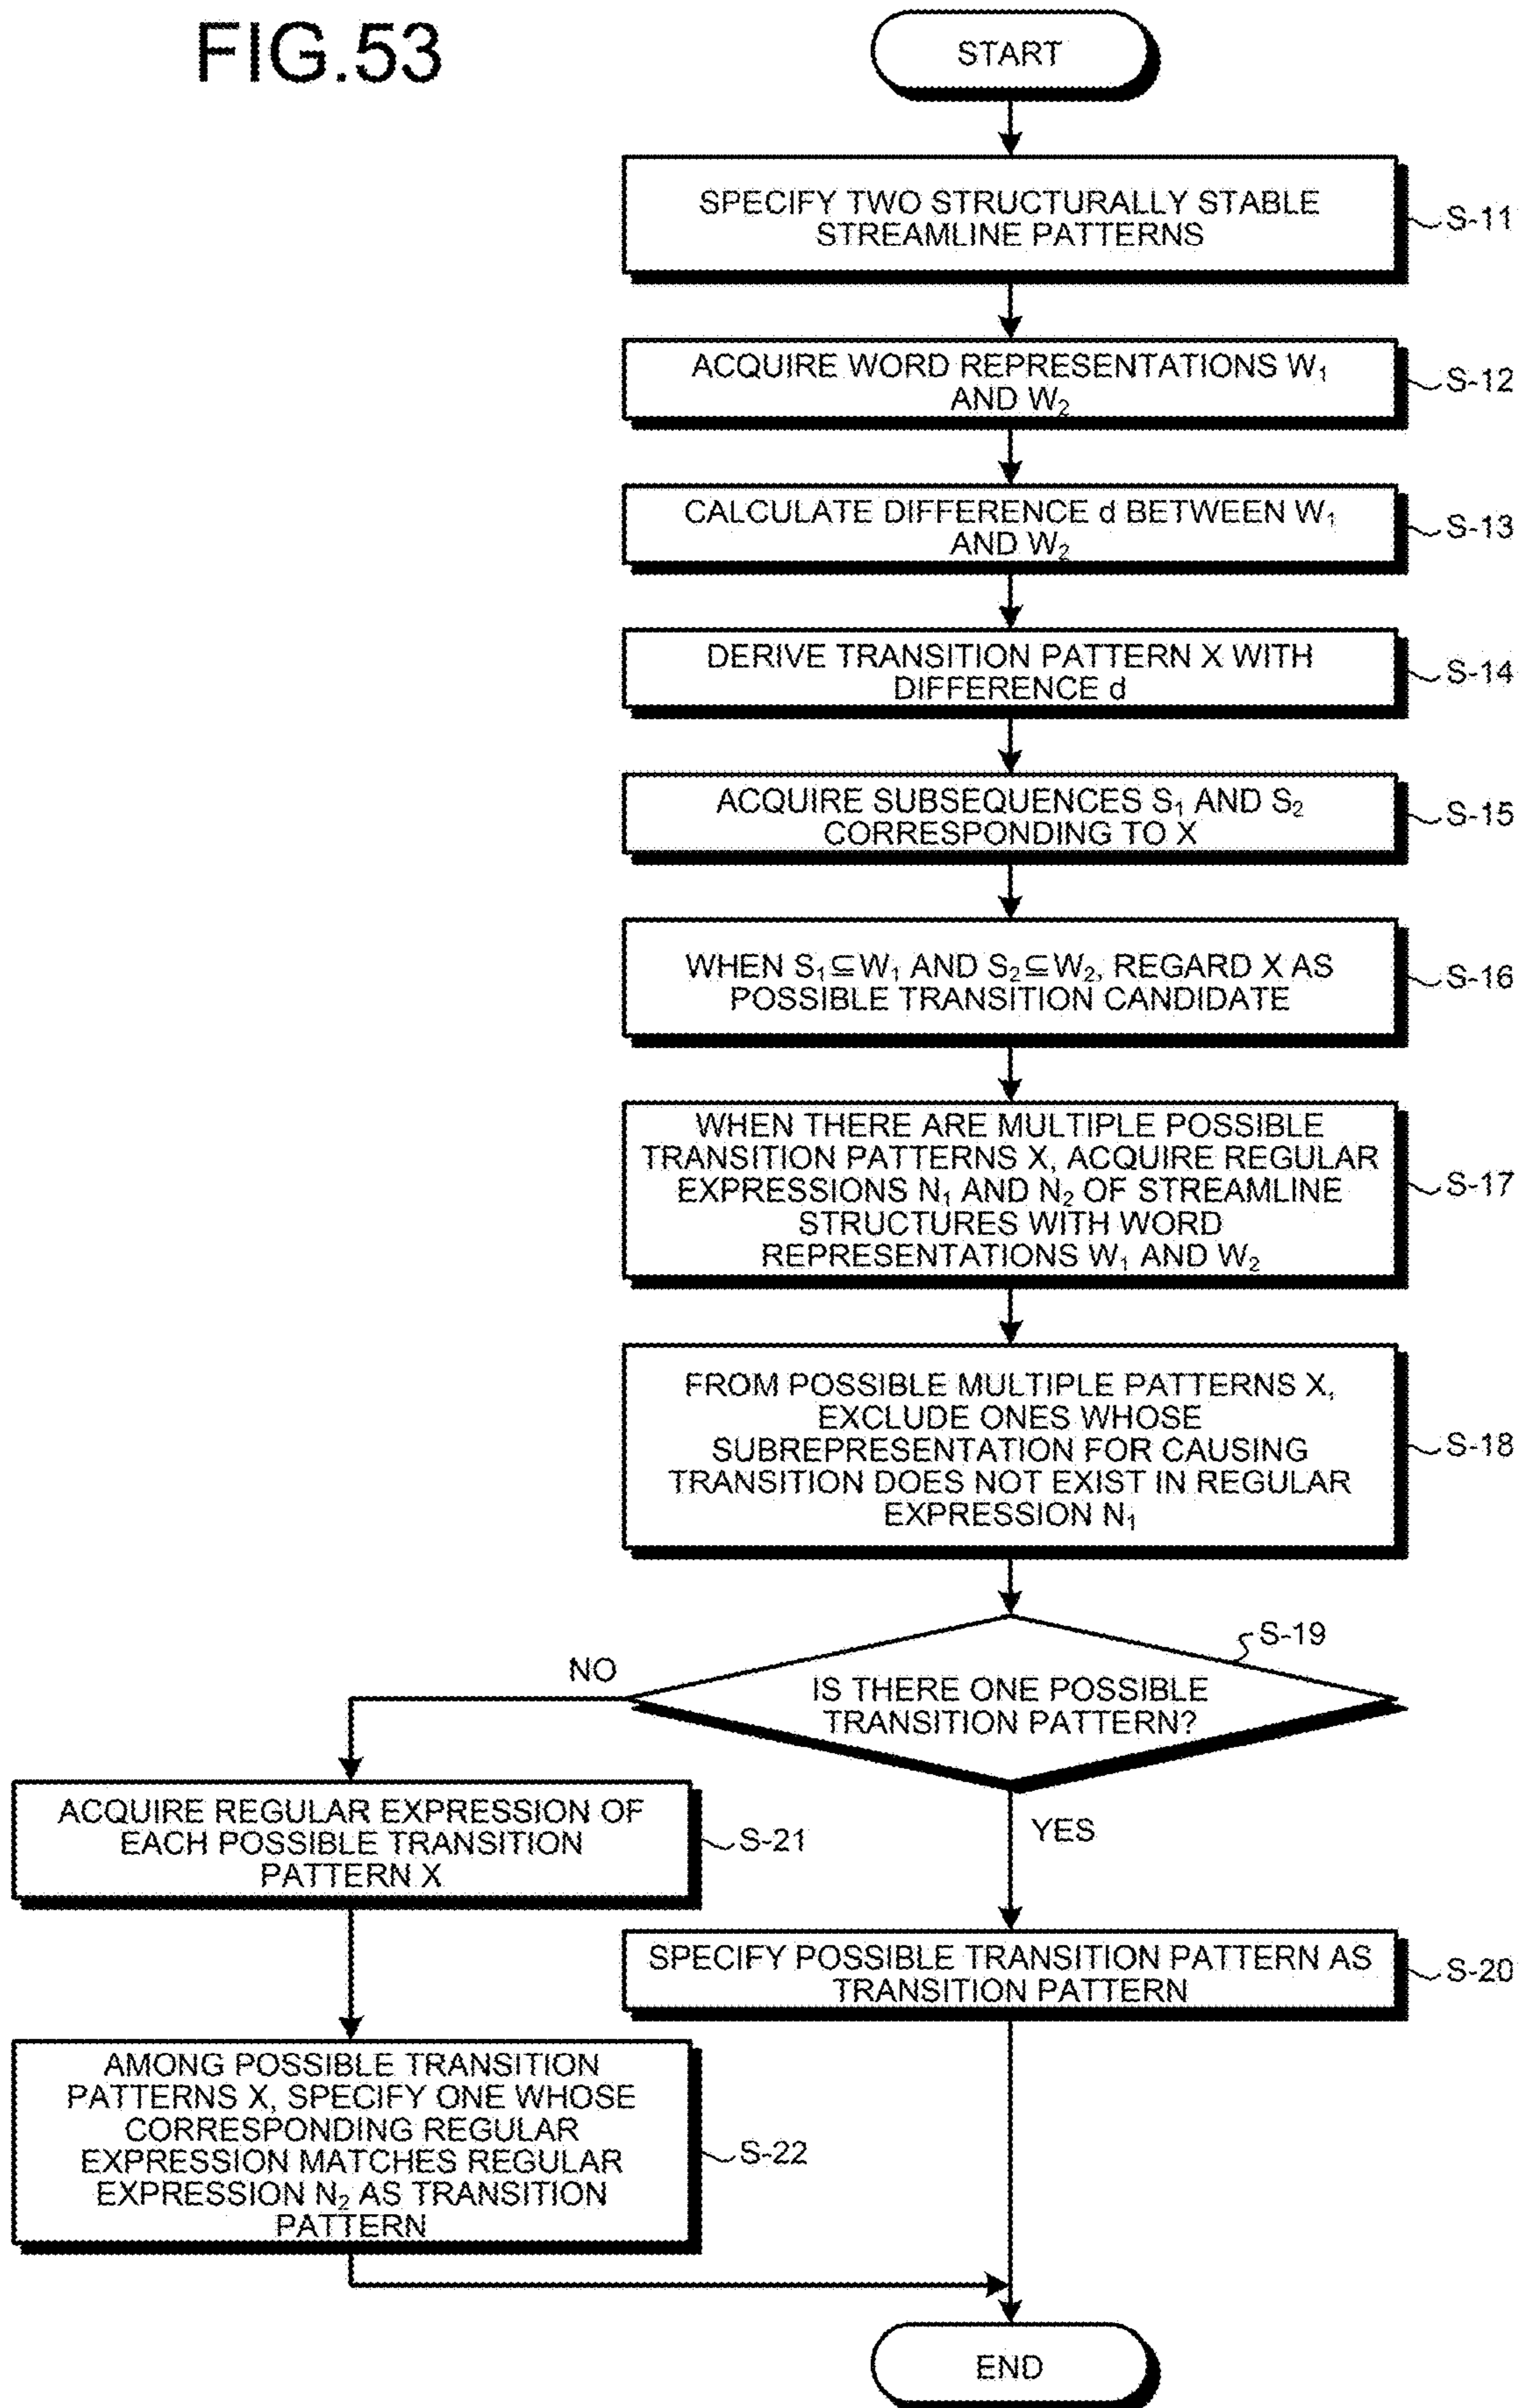 FIG.53
START
SPECIFY TWO STRUCTURALLY STABLE
STREAMLINE PATTERNS
S-11
ACQUIRE WORD REPRESENTATIONS W₁
AND W₂
S-12
CALCULATE DIFFERENCE d BETWEEN W₁
AND W₂
S-13
DERIVE TRANSITION PATTERN X WITH
DIFFERENCE d
S-14
ACQUIRE SUBSEQUENCES S₁ AND S₂
CORRESPONDING TO X
S-15
WHEN S₁⊆W₁ AND S₂⊆W₂, REGARD X AS
POSSIBLE TRANSITION CANDIDATE
S-16
WHEN THERE ARE MULTIPLE POSSIBLE
TRANSITION PATTERNS X, ACQUIRE REGULAR
EXPRESSIONS N₁ AND N₂ OF STREAMLINE
STRUCTURES WITH WORD
REPRESENTATIONS W₁ AND W₂
S-17
FROM POSSIBLE MULTIPLE PATTERNS X,
EXCLUDE ONES WHOSE
SUBREPRESENTATION FOR CAUSING
TRANSITION DOES NOT EXIST IN REGULAR
EXPRESSION N₁
S-18
S-19
NO
IS THERE ONE POSSIBLE
TRANSITION PATTERN?
YES
ACQUIRE REGULAR EXPRESSION OF
EACH POSSIBLE TRANSITION
PATTERN X
S-21
SPECIFY POSSIBLE TRANSITION PATTERN AS
TRANSITION PATTERN
S-20
AMONG POSSIBLE TRANSITION
PATTERNS X, SPECIFY ONE WHOSE
CORRESPONDING REGULAR
EXPRESSION MATCHES REGULAR
EXPRESSION N₂ AS TRANSITION
PATTERN
S-22
END